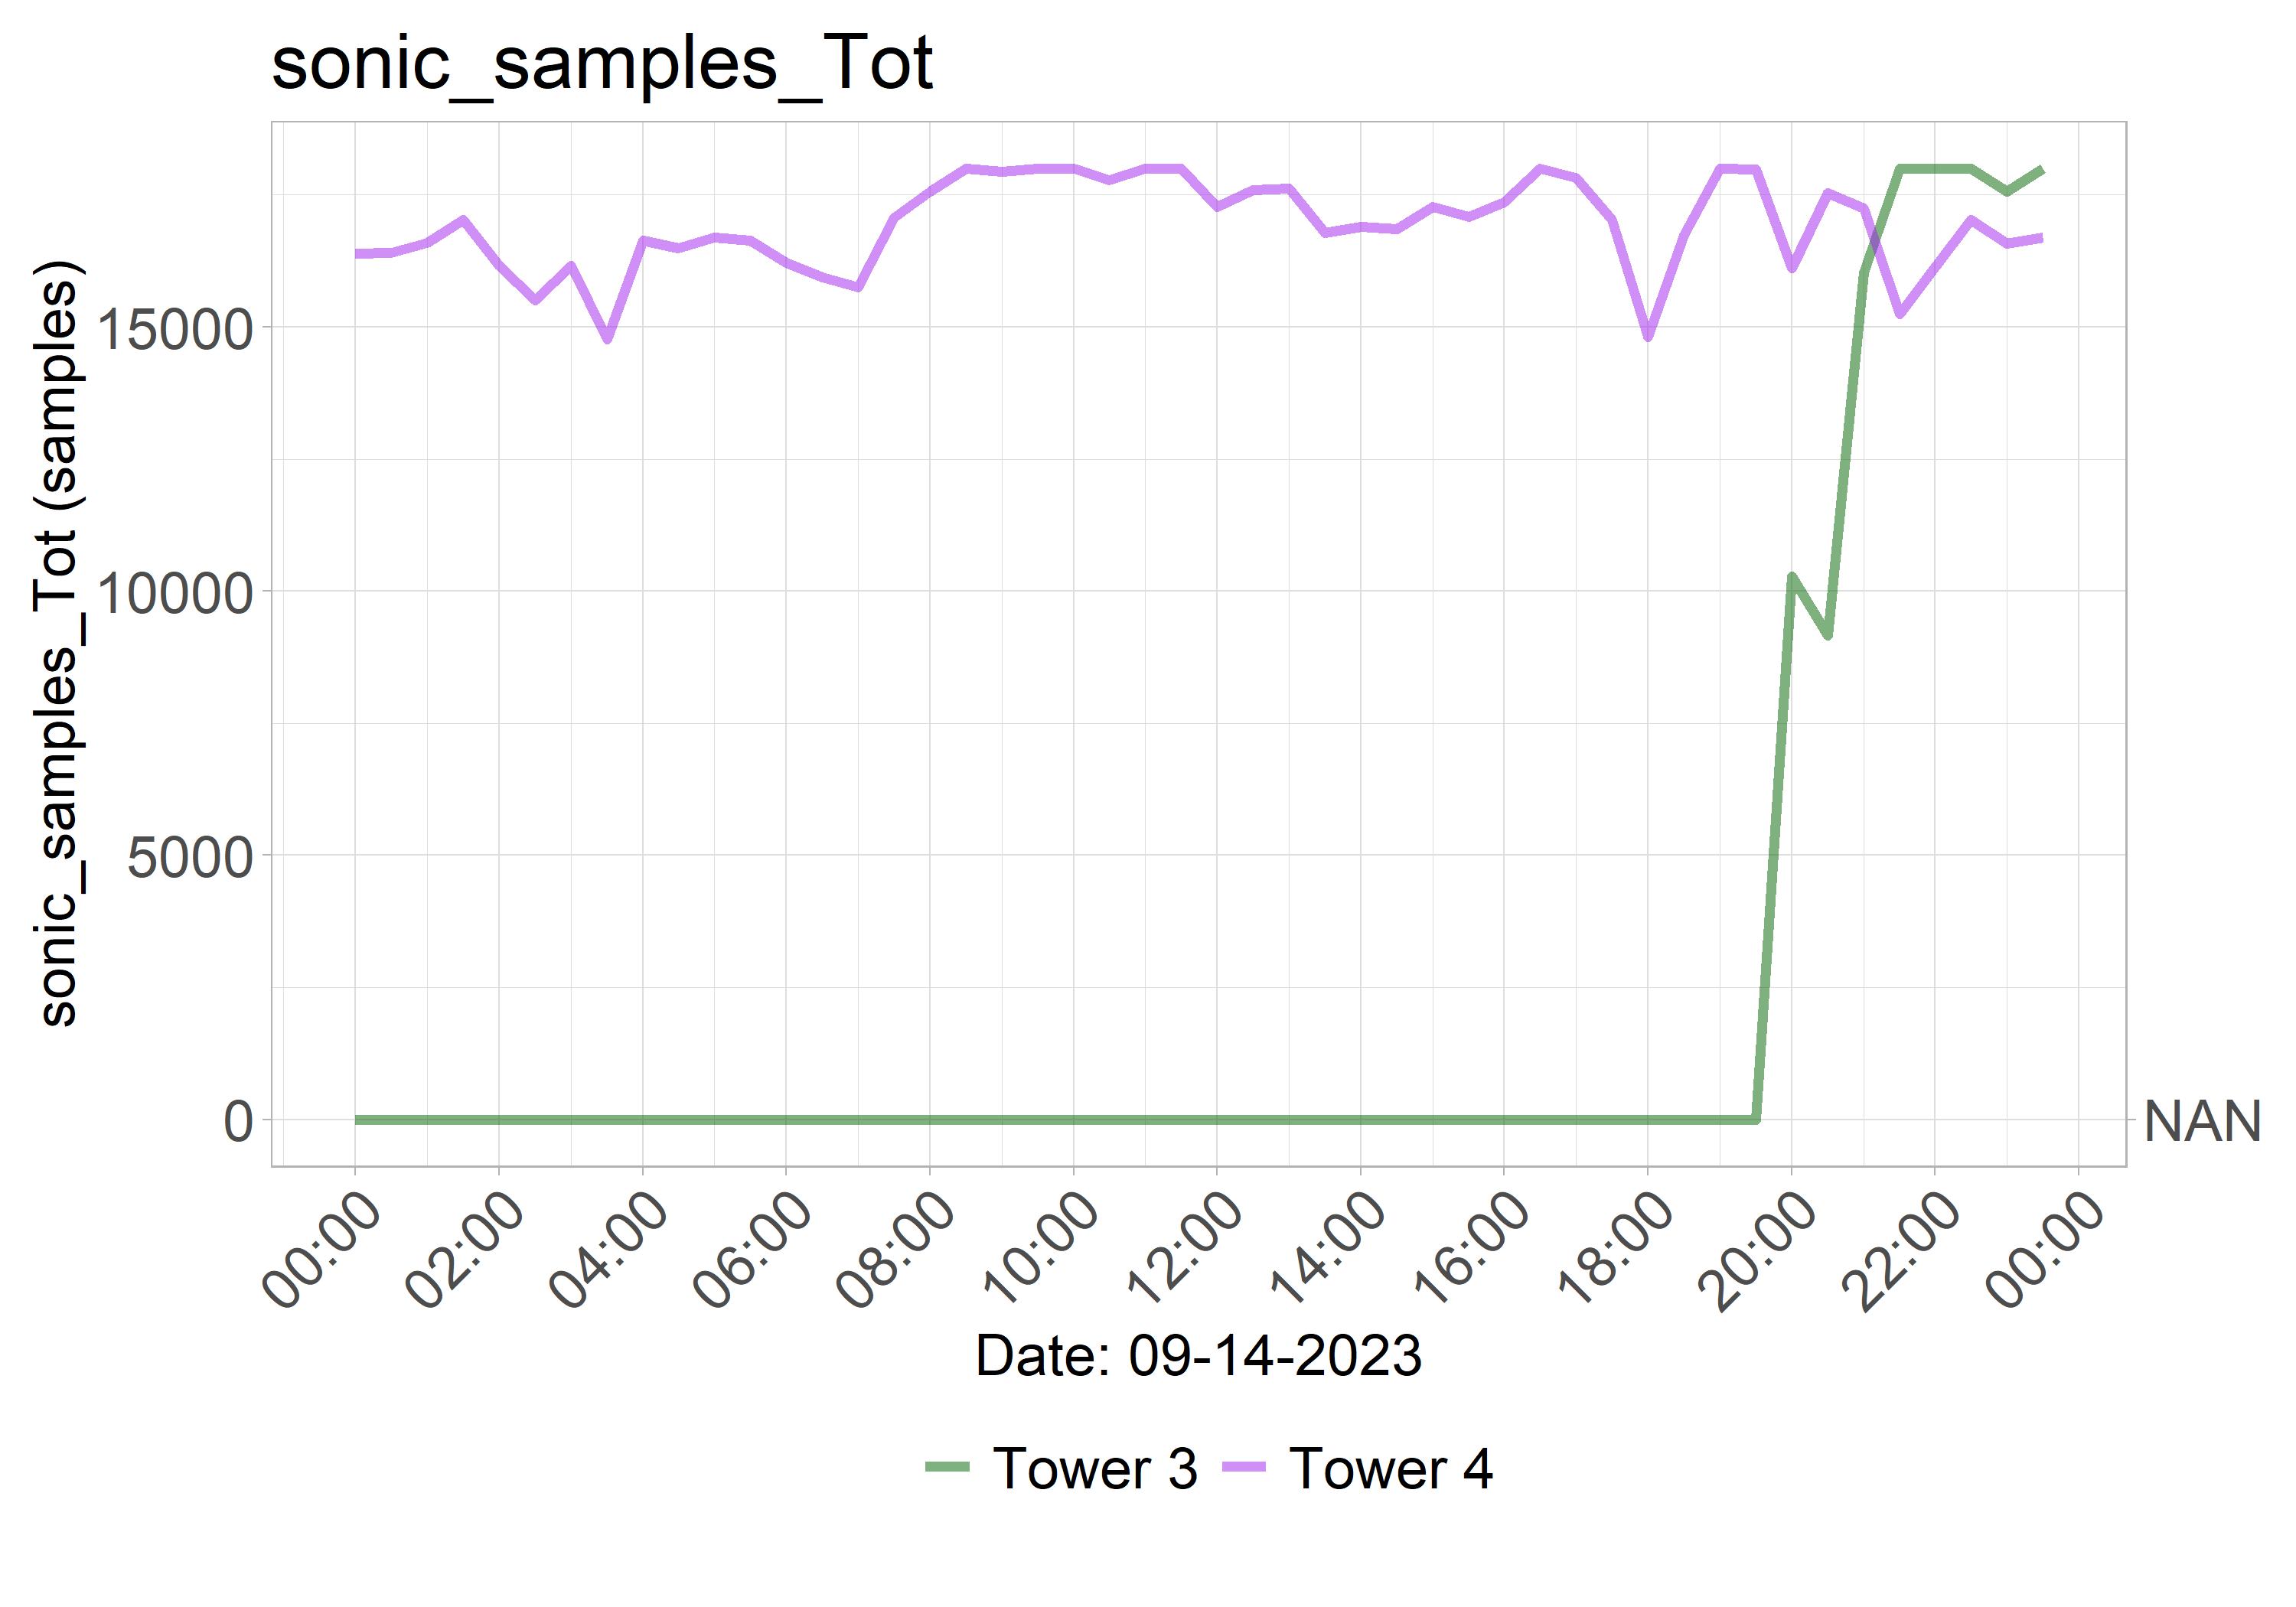 sonic_samples_Tot
sonic_samples_Tot (samples)
15000
10000
5000
0
NAN
00:00 02:00 04:00 06:00 08:00 10:00 12:00 14:00 16:00 18:00 20:00 22:00 00:00
Date: 09-14-2023
Tower 3 Tower 4